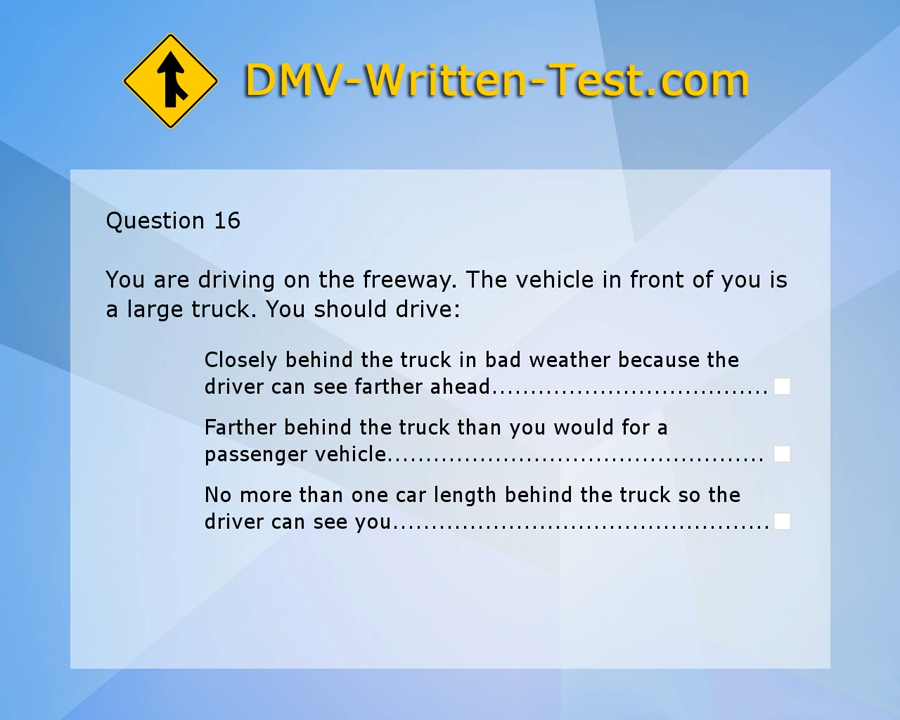 DMV-Written-Test.com
Question 16
You are driving on the freeway. The vehicle in front of you is
a large truck. You should drive:
Closely behind the truck in bad weather because the
driver can see farther ahead....................................
Farther behind the truck than you would for a
passenger vehicle.................................................
No more than one car length behind the truck so the
driver can see you.................................................